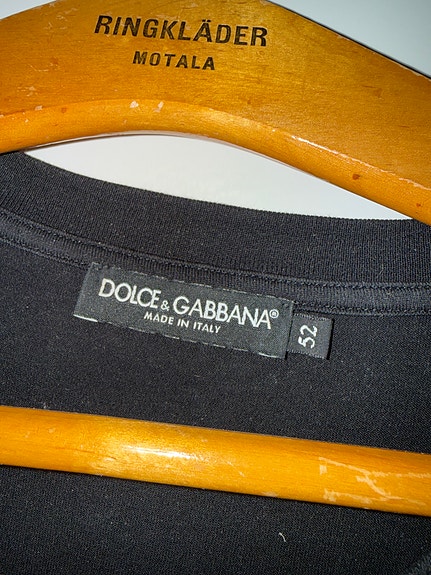 RINGKLÄDER
MOTALA
DOLCE & GABBANA®
MADE IN ITALY
52